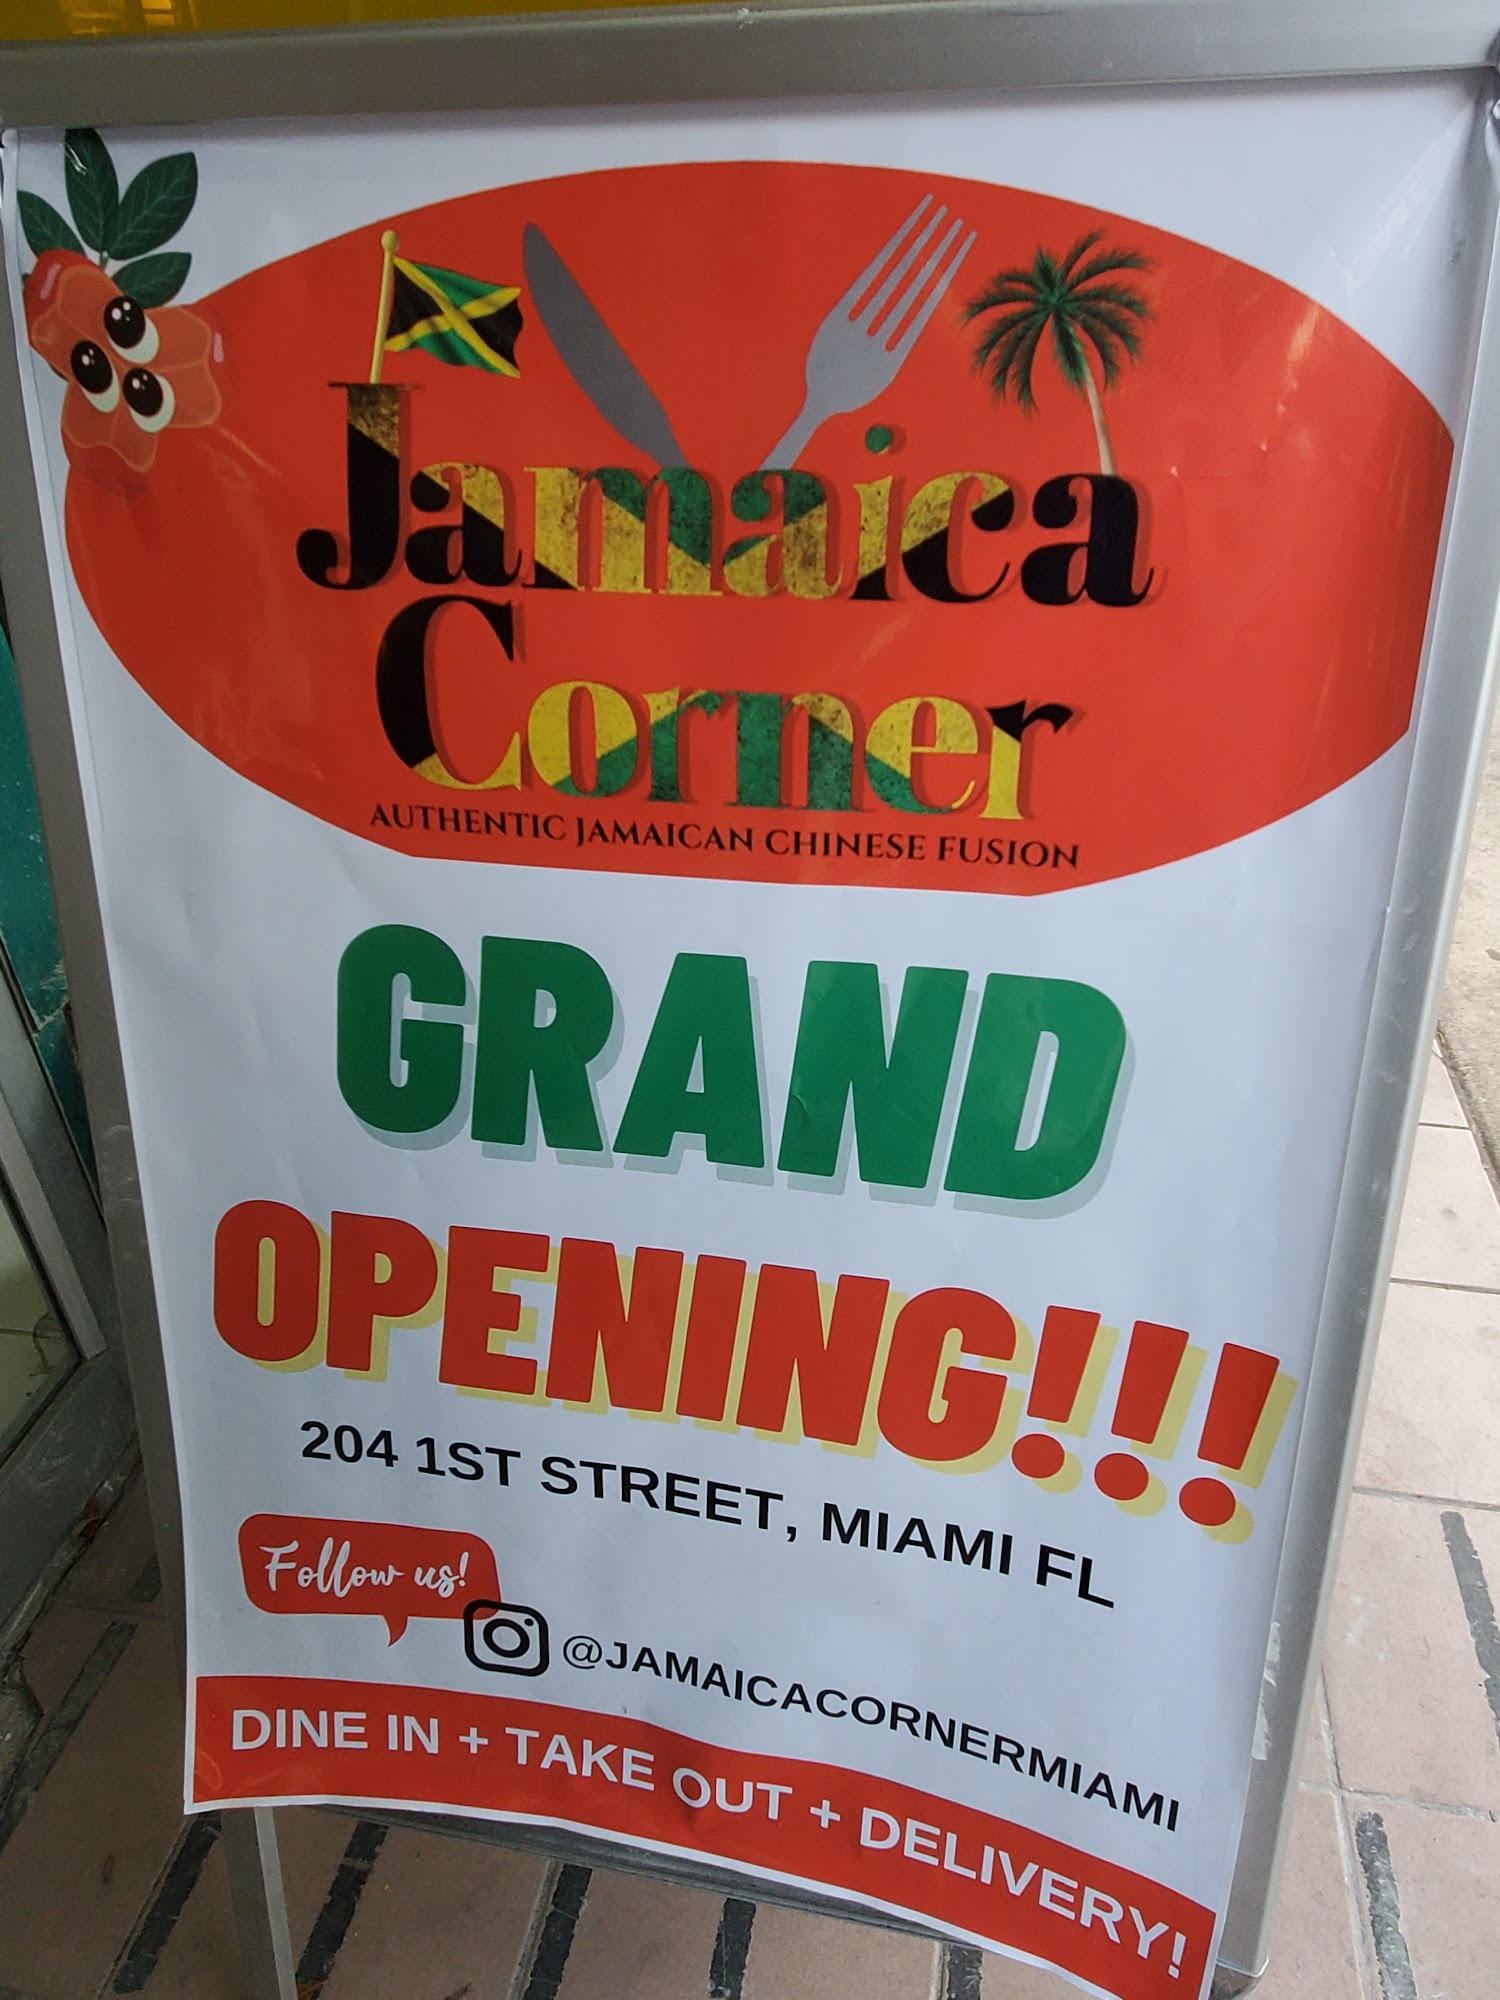 Jamaica
Corner
AUTHENTIC JAMAICAN CHINESE FUSION
GRAND
OPENING!!!
204 1ST STREET, MIAMI FL
Follow us!
@JAMAICACORNERMIAMI
DINE IN + TAKE OUT + DELIVERY!